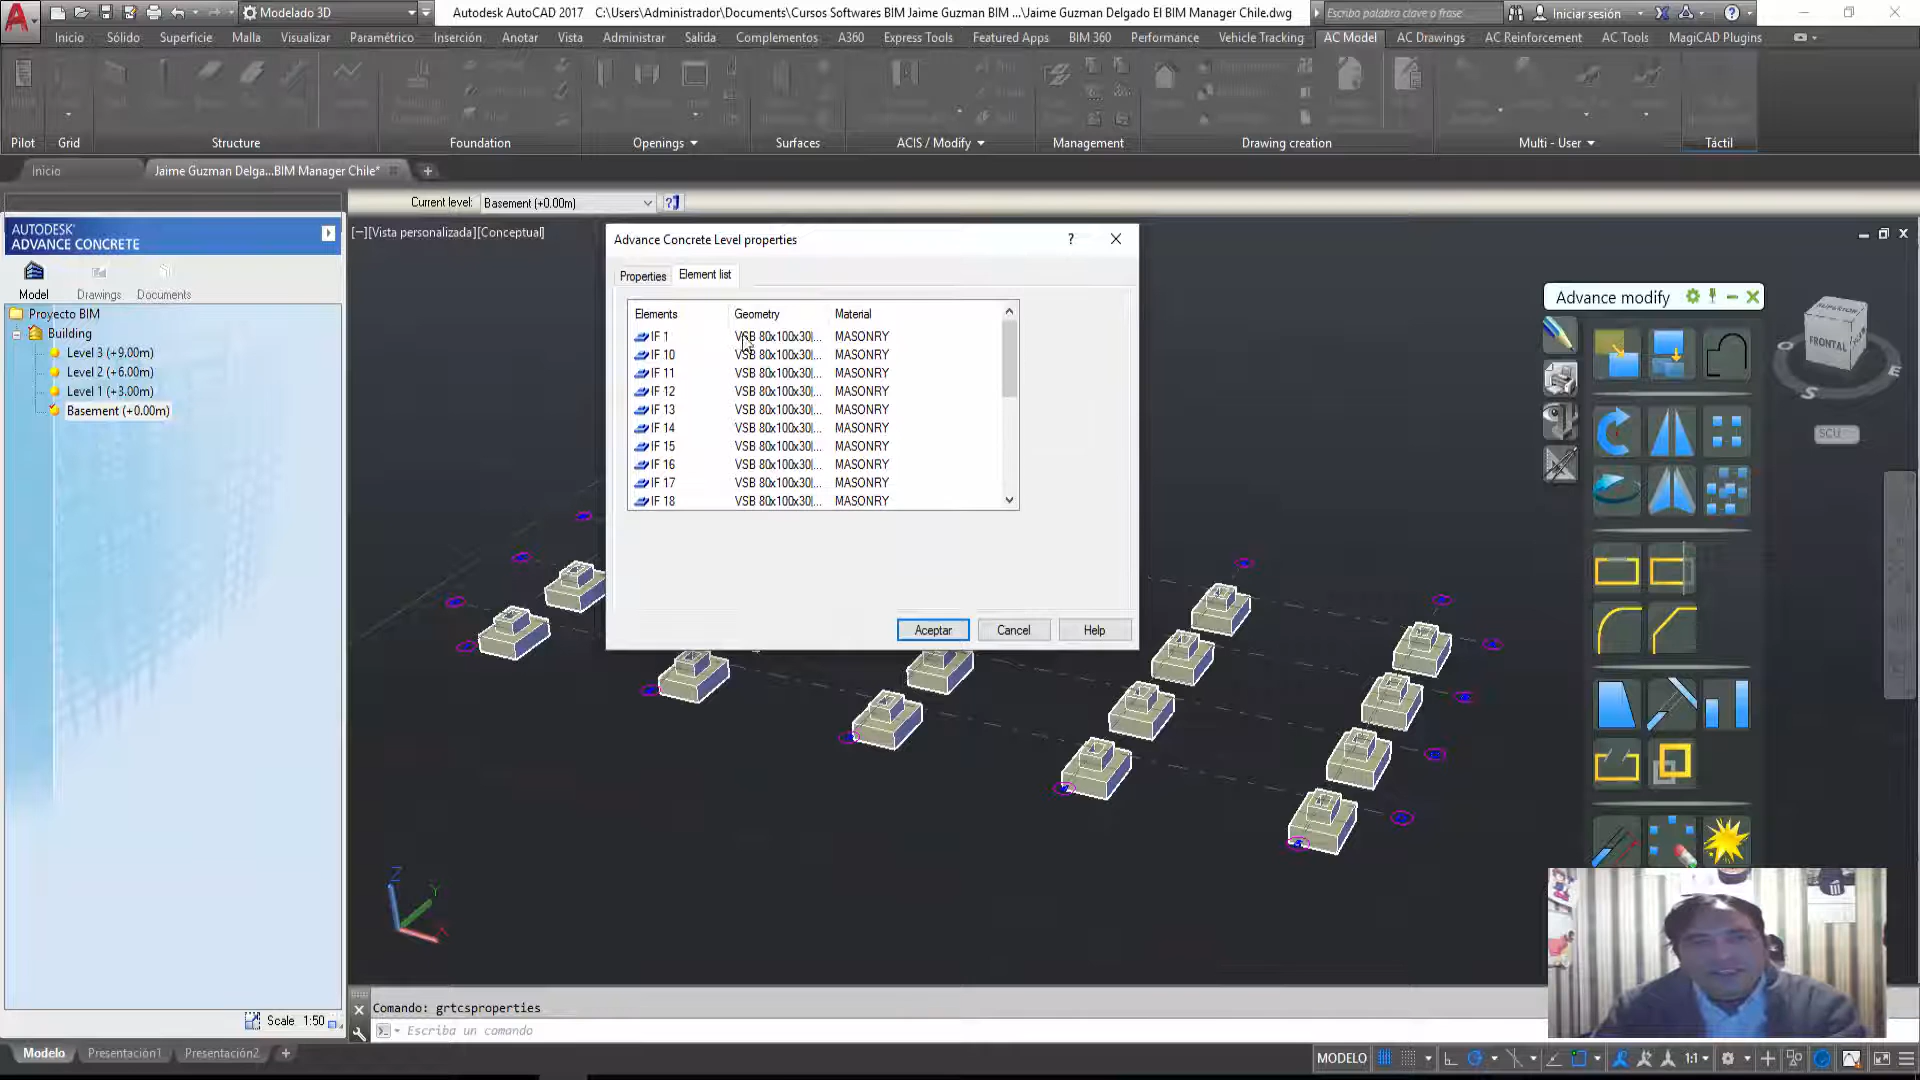 Modelado 3D
Autodesk AutoCAD 2017 C:\Users\Administrador\Documents\Cursos Softwares BIM Jaime Guzman BIM ...\Jaime Guzman Delgado El BIM Manager Chile.dwg
Escriba palabra clave o frase
Iniciar sesión
Inicio Sólido Superficie Malla Visualizar Paramétrico Inserción Anotar Vista Administrar Salida Complementos A360 Express Tools Featured Apps BIM 360 Performance Vehicle Tracking AC Model AC Drawings AC Reinforcement AC Tools MagiCAD Plugins
Pilot Grid Structure Foundation Openings Surfaces ACIS / Modify Management Drawing creation Multi - User Táctil
Inicio
Jaime Guzman Delga...BIM Manager Chile*
Current level: Basement (+0.00m)
AUTODESK
ADVANCE CONCRETE
Model Drawings Documents
Proyecto BIM
Building
Level 3 (+9.00m)
Level 2 (+6.00m)
Level 1 (+3.00m)
Basement (+0.00m)
[−][Vista personalizada][Conceptual]
Advance Concrete Level properties
Properties
Element list
Elements Geometry Material
IF 1 VSB 80x100x30|... MASONRY
IF 10 VSB 80x100x30|... MASONRY
IF 11 VSB 80x100x30|... MASONRY
IF 12 VSB 80x100x30|... MASONRY
IF 13 VSB 80x100x30|... MASONRY
IF 14 VSB 80x100x30|... MASONRY
IF 15 VSB 80x100x30|... MASONRY
IF 16 VSB 80x100x30|... MASONRY
IF 17 VSB 80x100x30|... MASONRY
IF 18 VSB 80x100x30|... MASONRY
Aceptar
Cancel
Help
Advance modify
SUPERIOR
FRONTAL
O
E
S
SCU
Z
Y
X
Comando: grtcsproperties
Escriba un comando
Scale 1:50
Modelo Presentación1 Presentación2
MODELO
1:1